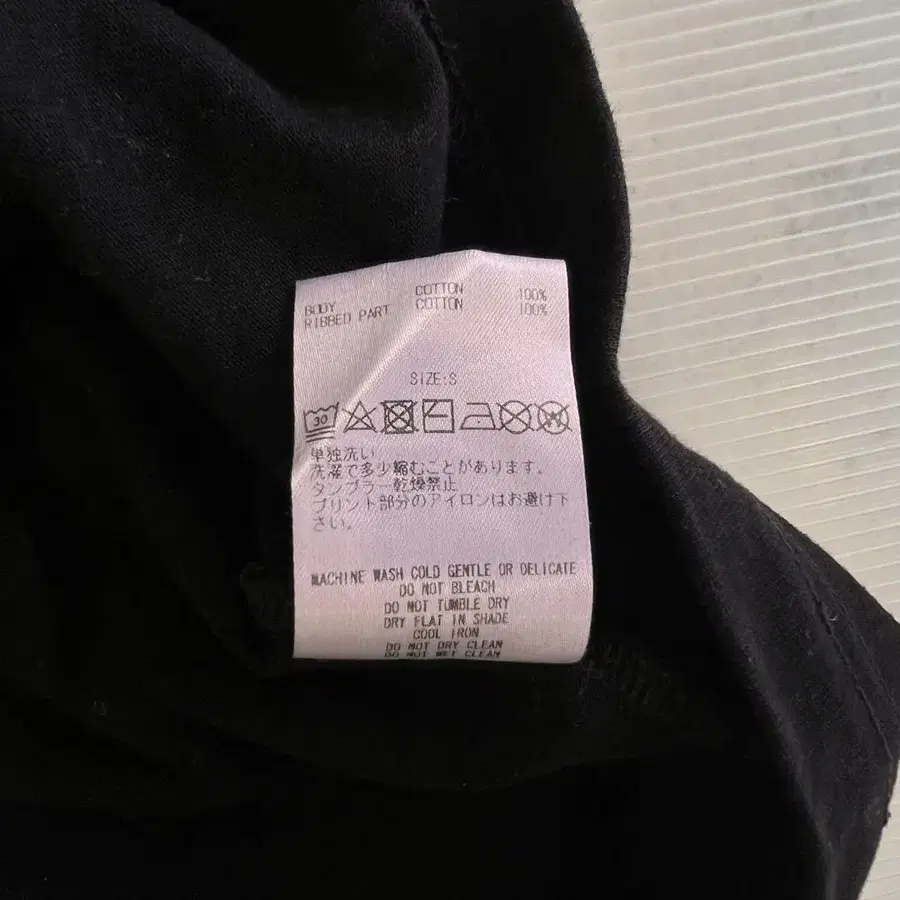 BODY COTTON 100%
RIBBED PART COTTON 100%
SIZE:S
30
単独洗い
洗濯で多少縮むことがあります。
タンブラー乾燥禁止
プリント部分のアイロンはお避け下
さい。
MACHINE WASH COLD GENTLE OR DELICATE
DO NOT BLEACH
DO NOT TUMBLE DRY
DRY FLAT IN SHADE
COOL IRON
DO NOT DRY CLEAN
DO NOT WET CLEAN